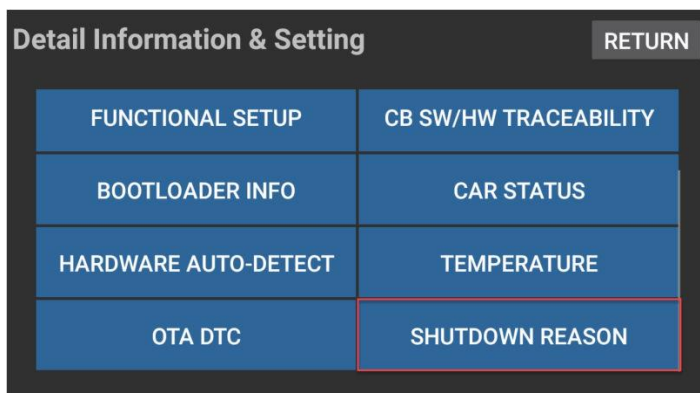 Detail Information & Setting RETURN
FUNCTIONAL SETUP CB SW/HW TRACEABILITY
BOOTLOADER INFO CAR STATUS
HARDWARE AUTO-DETECT TEMPERATURE
OTA DTC SHUTDOWN REASON